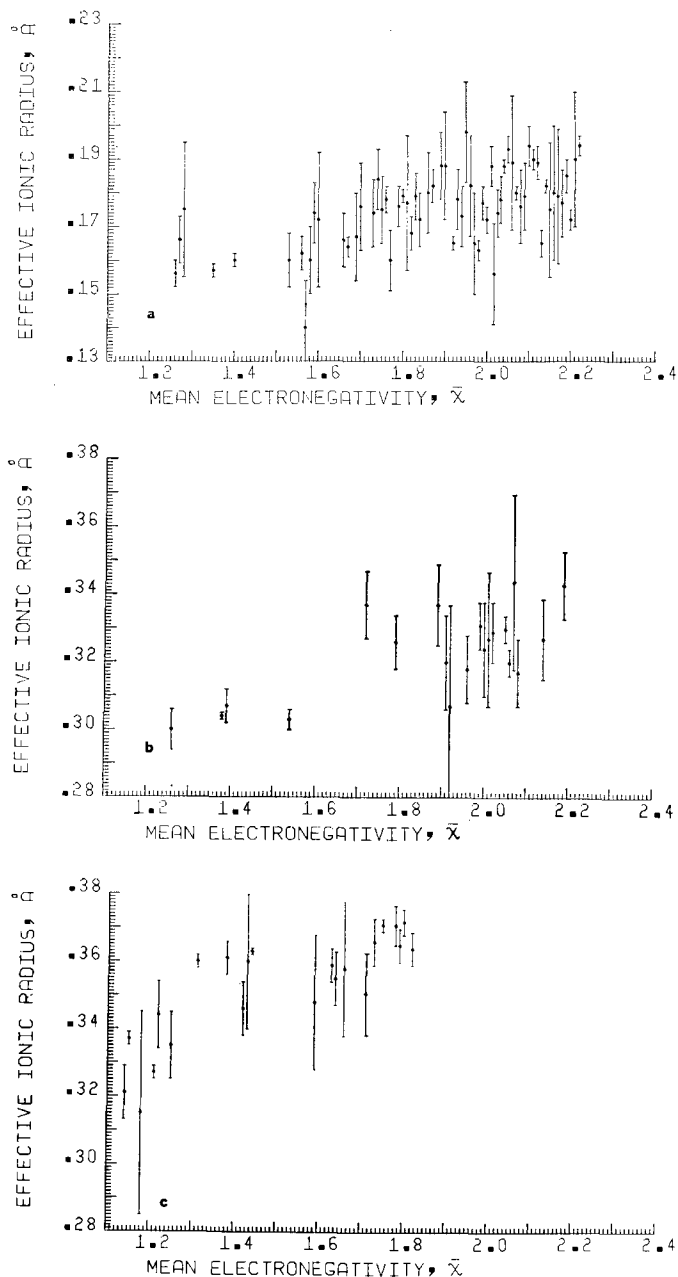 EFFECTIVE IONIC RADIUS, Å
.23
.21
.19
.17
.15
.13
a
1.2 1.4 1.6 1.8 2.0 2.2 2.4
MEAN ELECTRONEGATIVITY, χ̄
EFFECTIVE IONIC RADIUS, Å
.38
.36
.34
.32
.30
.28
b
1.2 1.4 1.6 1.8 2.0 2.2 2.4
MEAN ELECTRONEGATIVITY, χ̄
EFFECTIVE IONIC RADIUS, Å
.38
.36
.34
.32
.30
.28
c
1.2 1.4 1.6 1.8 2.0 2.2 2.4
MEAN ELECTRONEGATIVITY, χ̄